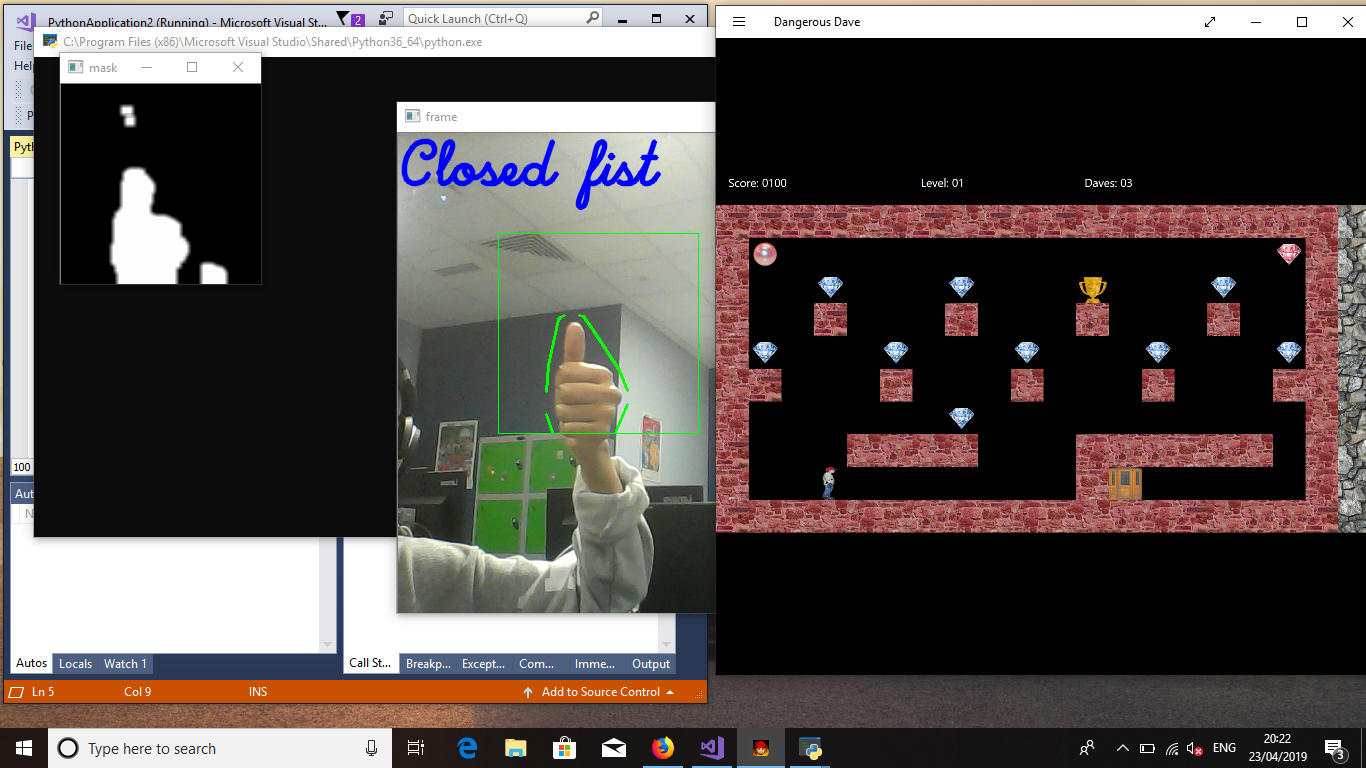 PythonApplication2 (Running) - Microsoft Visual St...
2
Quick Launch (Ctrl+Q)
File
C:\Program Files (x86)\Microsoft Visual Studio\Shared\Python36_64\python.exe
Hel
mask
P
Pyth
frame
Closed fist
100
Aut
N
Autos
Locals
Watch 1
Call St...
Breakp...
Except...
Com...
Imme...
Output
Ln 5
Col 9
INS
Add to Source Control
Dangerous Dave
Score: 0100
Level: 01
Daves: 03
Type here to search
ENG
20:22
23/04/2019
3